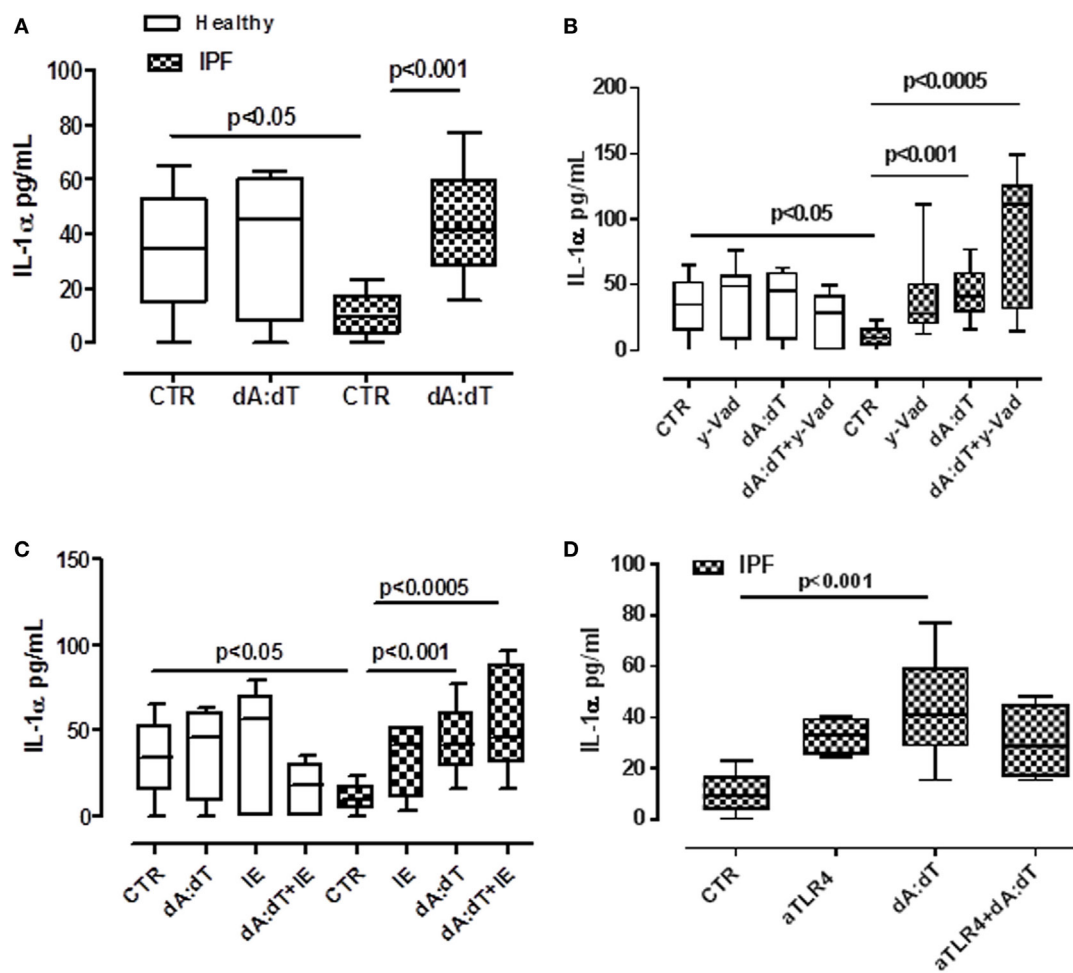 A
Healthy
IPF
p<0.001
p<0.05
100
80
60
40
20
0
IL-1α pg/mL
CTR dA:dT CTR dA:dT
B
p<0.0005
p<0.001
p<0.05
200
150
100
50
0
IL-1α pg/mL
CTR y-Vad dA:dT dA:dT+y-Vad CTR y-Vad dA:dT dA:dT+y-Vad
C
p<0.0005
p<0.05 p<0.001
150
100
50
0
IL-1α pg/mL
CTR dA:dT IE dA:dT+IE CTR IE dA:dT dA:dT+IE
D
IPF
p<0.001
100
80
60
40
20
0
IL-1α pg/ml
CTR aTLR4 dA:dT aTLR4+dA:dT